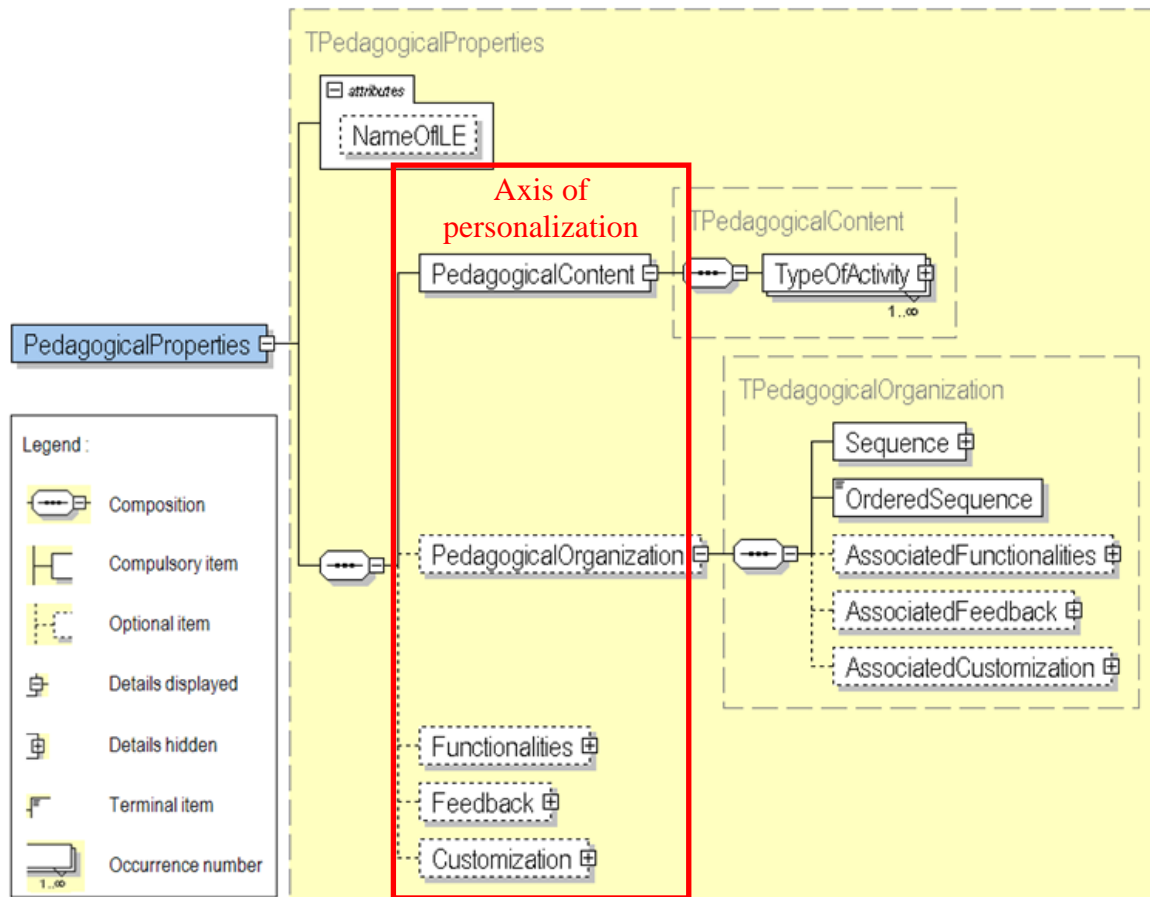 TPedagogicalProperties
attributes
NameOfILE
Axis of
personalization
TPedagogicalContent
PedagogicalContent
TypeOfActivity
1..∞
PedagogicalProperties
TPedagogicalOrganization
Sequence
OrderedSequence
PedagogicalOrganization
AssociatedFunctionalities
AssociatedFeedback
AssociatedCustomization
Functionalities
Feedback
Customization
Legend :
Composition
Compulsory item
Optional item
Details displayed
Details hidden
Terminal item
Occurrence number
1..∞